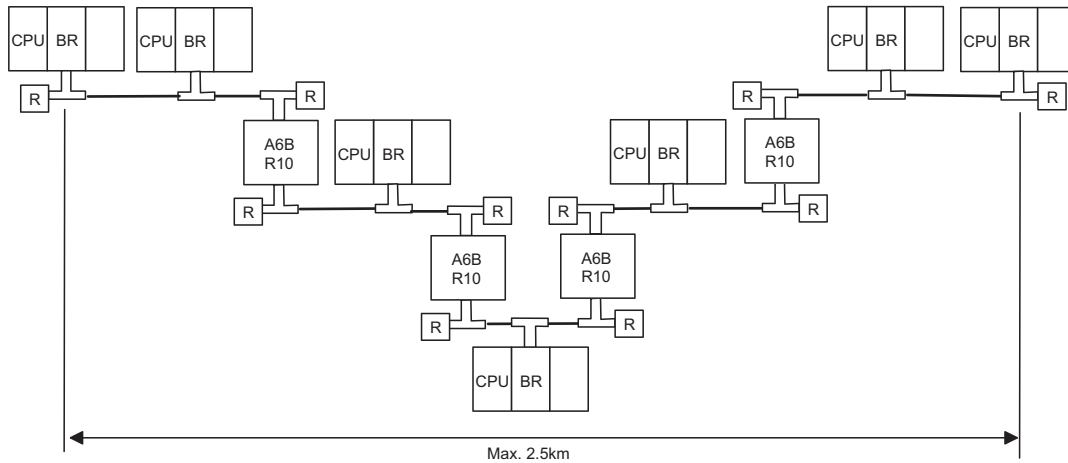 CPU BR CPU BR CPU BR CPU BR
R R R R
A6B
R10
A6B
R10
CPU BR CPU BR
R R R R
A6B
R10
A6B
R10
R R
CPU BR
Max. 2.5km